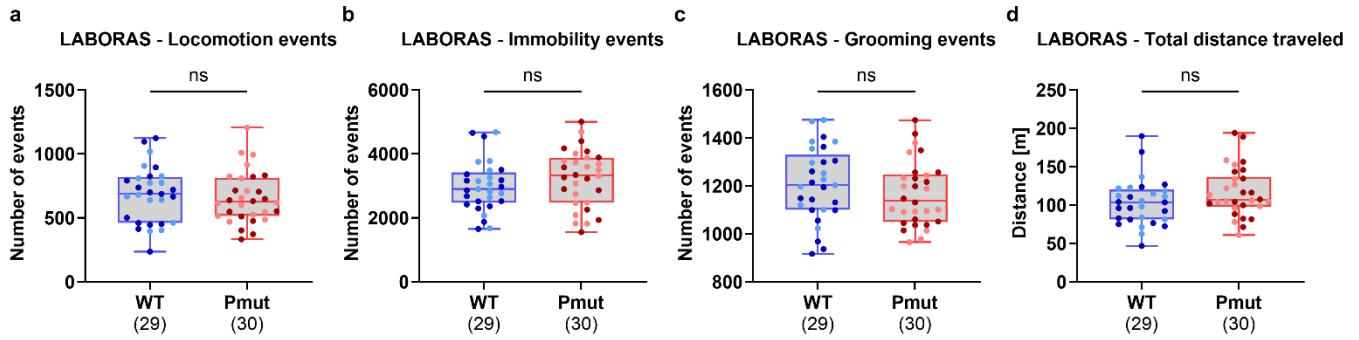 a
LABORAS - Locomotion events
ns
Number of events
1500
1000
500
0
WT
(29)
Pmut
(30)
b
LABORAS - Immobility events
ns
Number of events
6000
4000
2000
0
WT
(29)
Pmut
(30)
c
LABORAS - Grooming events
ns
Number of events
1600
1400
1200
1000
800
WT
(29)
Pmut
(30)
d
LABORAS - Total distance traveled
ns
Distance [m]
250
200
150
100
50
0
WT
(29)
Pmut
(30)